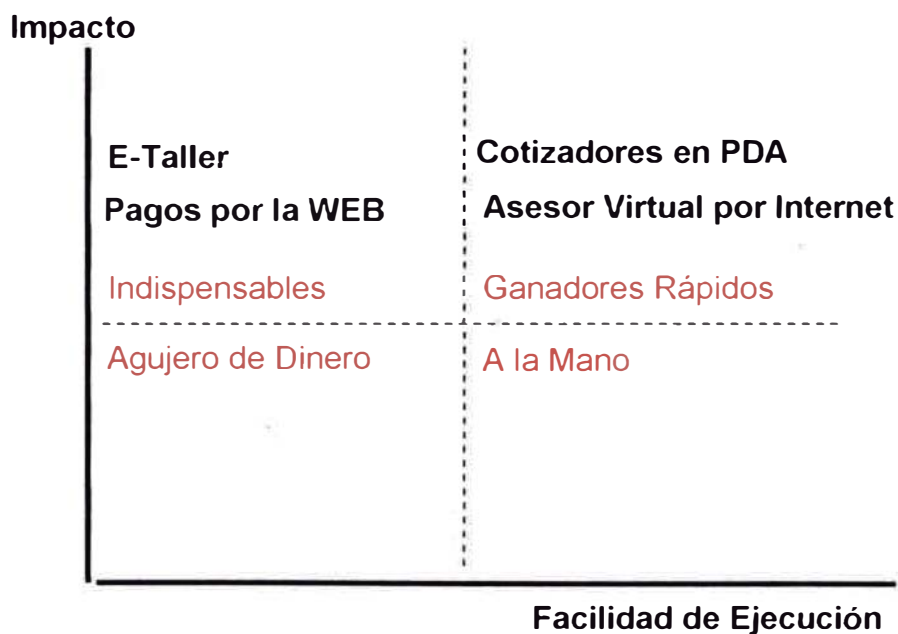 Impacto
E-Taller
Pagos por la WEB
Indispensables
Cotizadores en PDA
Asesor Virtual por Internet
Ganadores Rápidos
Agujero de Dinero
A la Mano
Facilidad de Ejecución